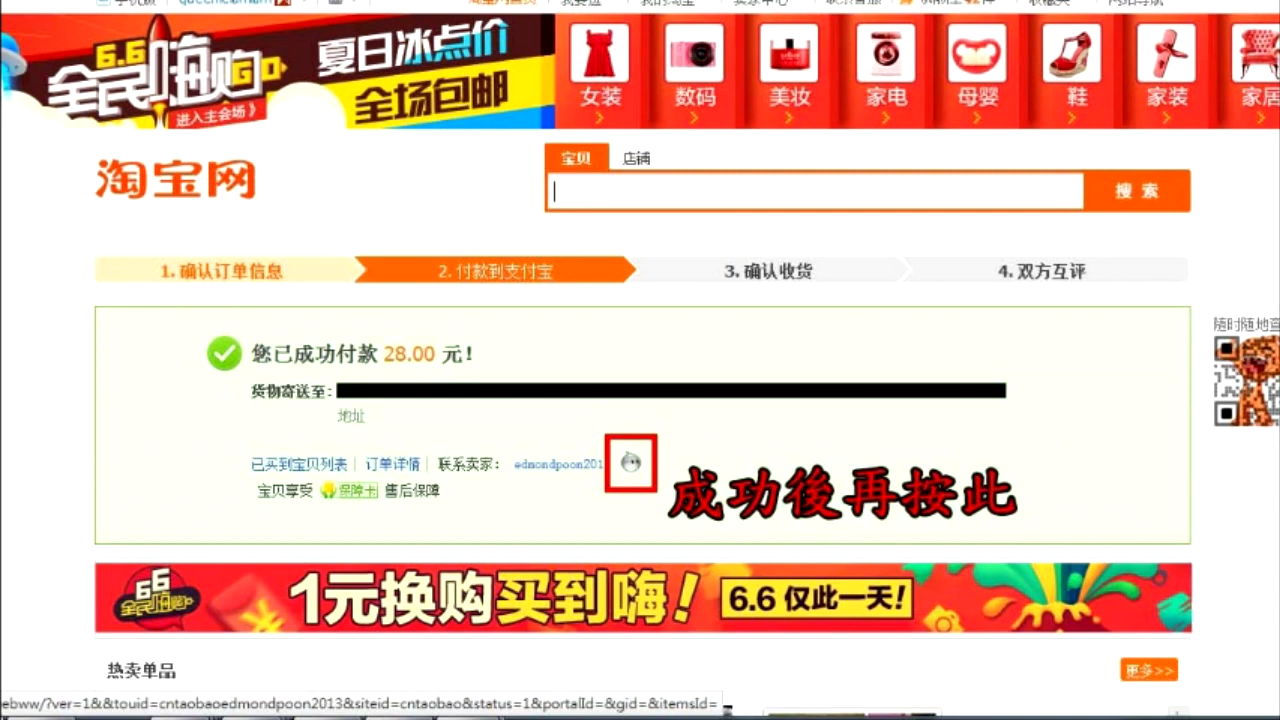 6.6
全民嗨购GO
进入主会场》
夏日冰点价
全场包邮
女装
数码
美妆
家电
母婴
鞋
家装
家居
淘宝网
宝贝 店铺
搜 索
1. 确认订单信息
2. 付款到支付宝
3. 确认收货
4. 双方互评
您已成功付款 28.00 元!
货物寄送至:
地址
已买到宝贝列表 | 订单详情 | 联系卖家: edmondpoon201
宝贝享受 保障卡 售后保障
成功後再按此
随时随地查
66
全民嗨购
1元换购买到嗨! 6.6 仅此一天!
热卖单品
更多>>
ebww/?ver=1&&touid=cntaobaoedmondpoon2013&siteid=cntaobao&status=1&portalId=&gid=&itemsId=